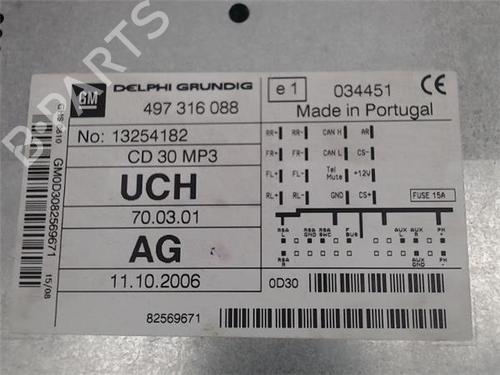 B-PARTS
GM
DELPHI GRUNDIG
497 316 088
e 1
034451
CE
Made in Portugal
No: 13254182
CD 30 MP3
UCH
70.03.01
AG
11.10.2006
82569671
GM0D3082569671
15/08
RR- CAN H AR
RR+
FR- CAN L CS-
FR+
FL- Tel Mute +12V
FL+
RL- GND CS+
RL+
FUSE 15A
RSA L RSA GND RSA SWC F BUS AUX L AUX R PH +
RSA R AUX GND PH -
0D30